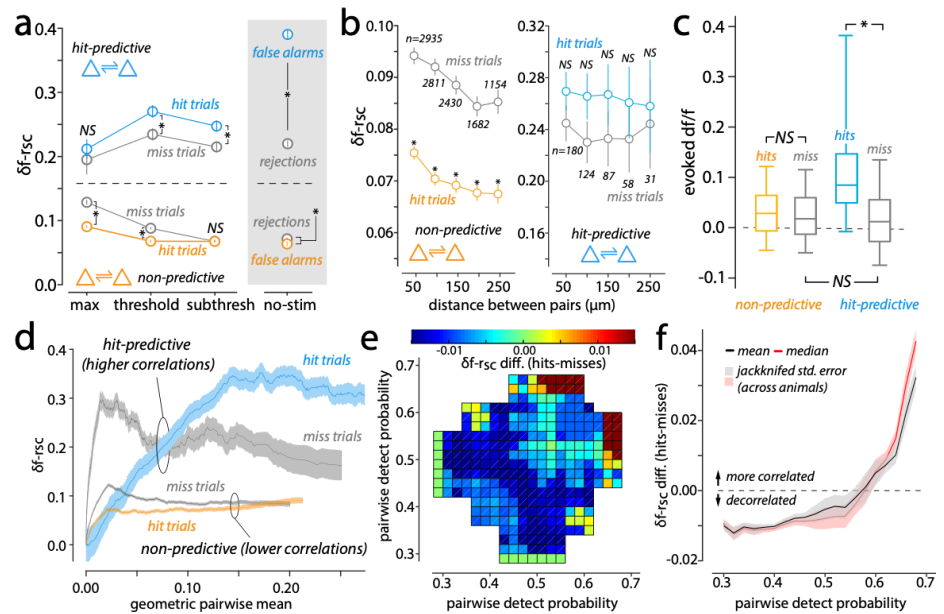 a
0.4
0.3
0.2
0.1
0.0
δf-rsc
hit-predictive
NS
hit trials
*
*
miss trials
miss trials
*
*
NS
hit trials
non-predictive
false alarms
*
rejections
rejections
*
false alarms
max
threshold
subthresh
no-stim
b
0.10
0.09
0.08
0.07
0.06
δf-rsc
n=2935
miss trials
2811
2430
1682
1154
*
*
*
*
*
hit trials
non-predictive
50
150
250
0.28
0.24
0.20
0.16
hit trials
NS
NS
NS
NS
NS
n=180
124
87
58
31
miss trials
hit-predictive
50
150
250
distance between pairs (μm)
c
0.4
0.3
0.2
0.1
0.0
-0.1
evoked df/f
*
NS
hits
miss
hits
miss
NS
non-predictive
hit-predictive
d
0.4
0.3
0.2
0.1
0.0
δf-rsc
hit-predictive
(higher correlations)
hit trials
miss trials
miss trials
hit trials
non-predictive (lower correlations)
0.00
0.10
0.20
geometric pairwise mean
e
-0.01
0.00
0.01
δf-rsc diff. (hits-misses)
0.7
0.6
0.5
0.4
0.3
pairwise detect probability
0.3
0.4
0.5
0.6
0.7
pairwise detect probability
f
0.04
0.02
0.00
-0.02
δf-rsc diff. (hits-misses)
mean
median
jackknifed std. error
(across animals)
more correlated
decorrelated
0.3
0.4
0.5
0.6
0.7
pairwise detect probability